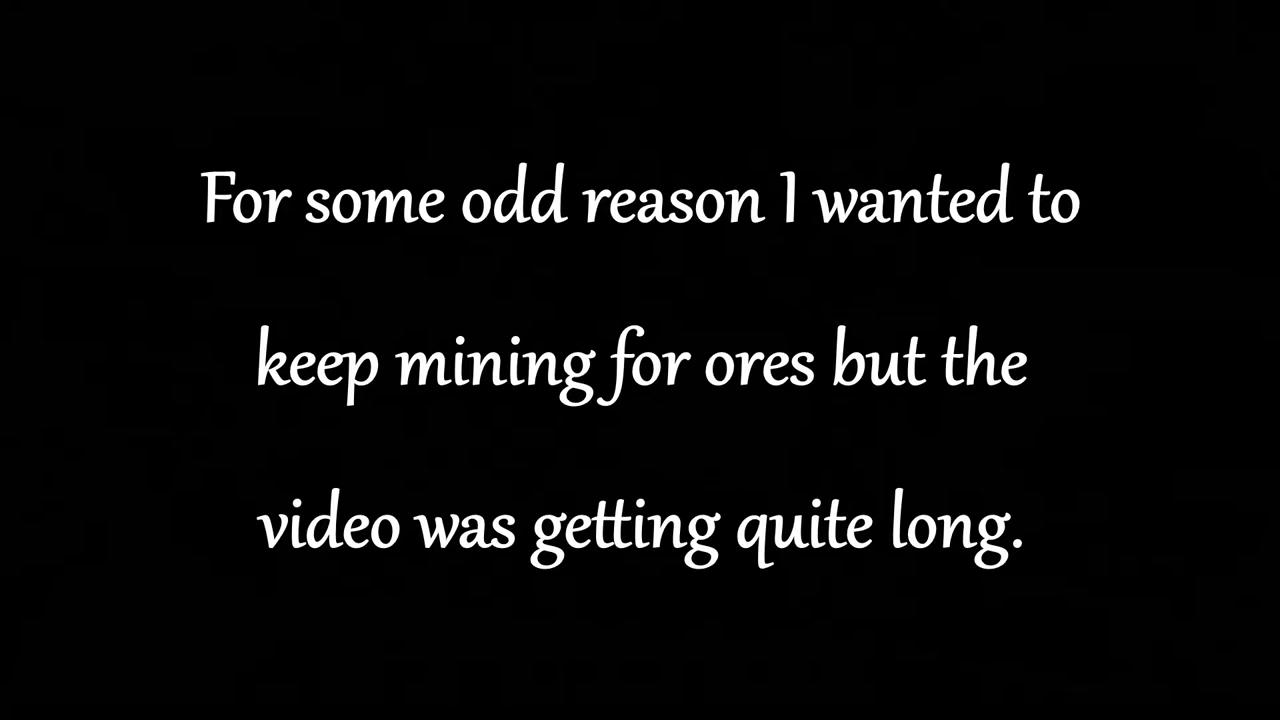 For some odd reason I wanted to
keep mining for ores but the
video was getting quite long.